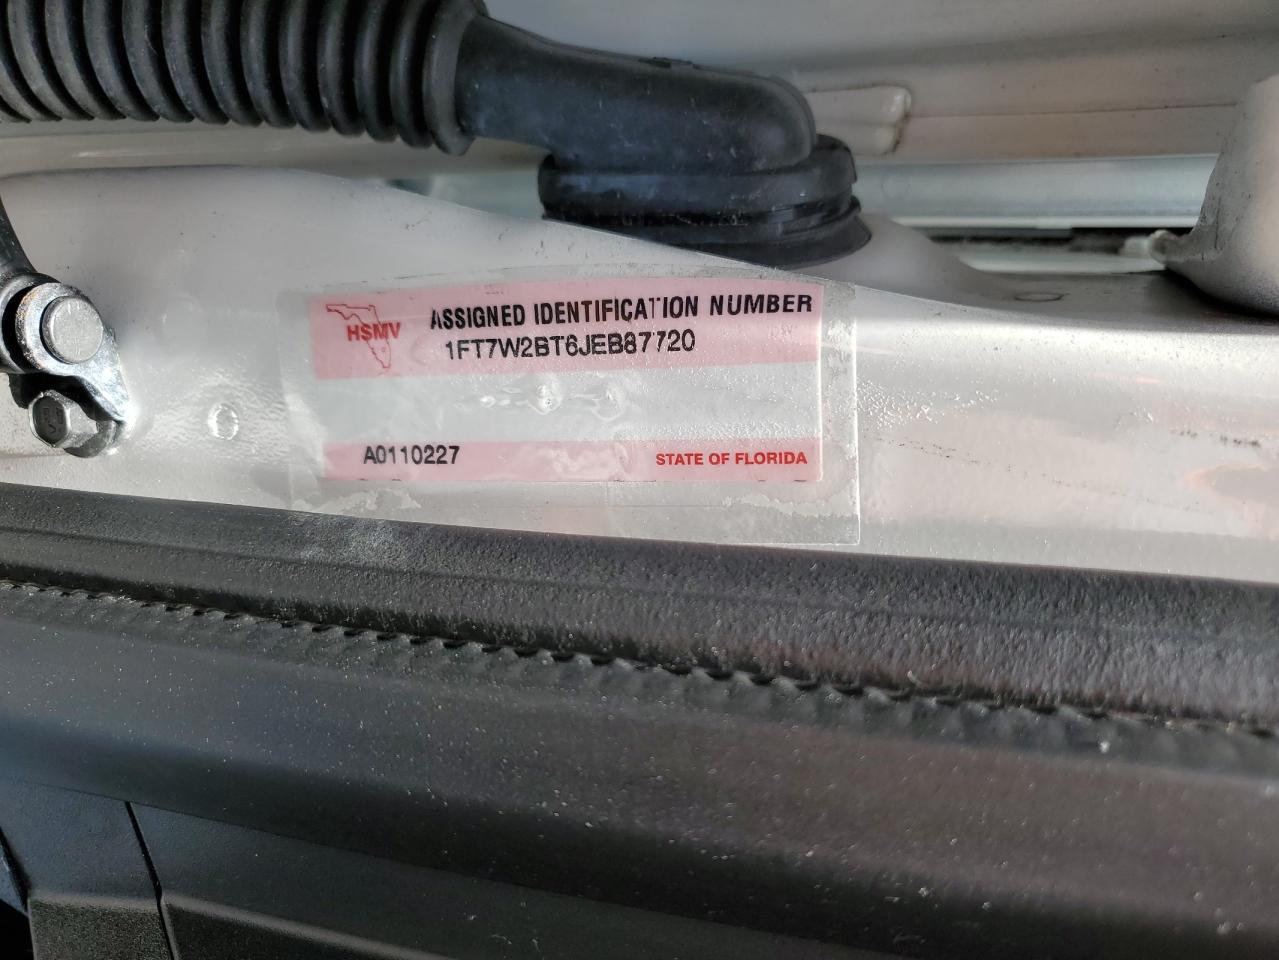 HSMV
ASSIGNED IDENTIFICATION NUMBER
1FT7W2BT6JEB87720
A0110227
STATE OF FLORIDA